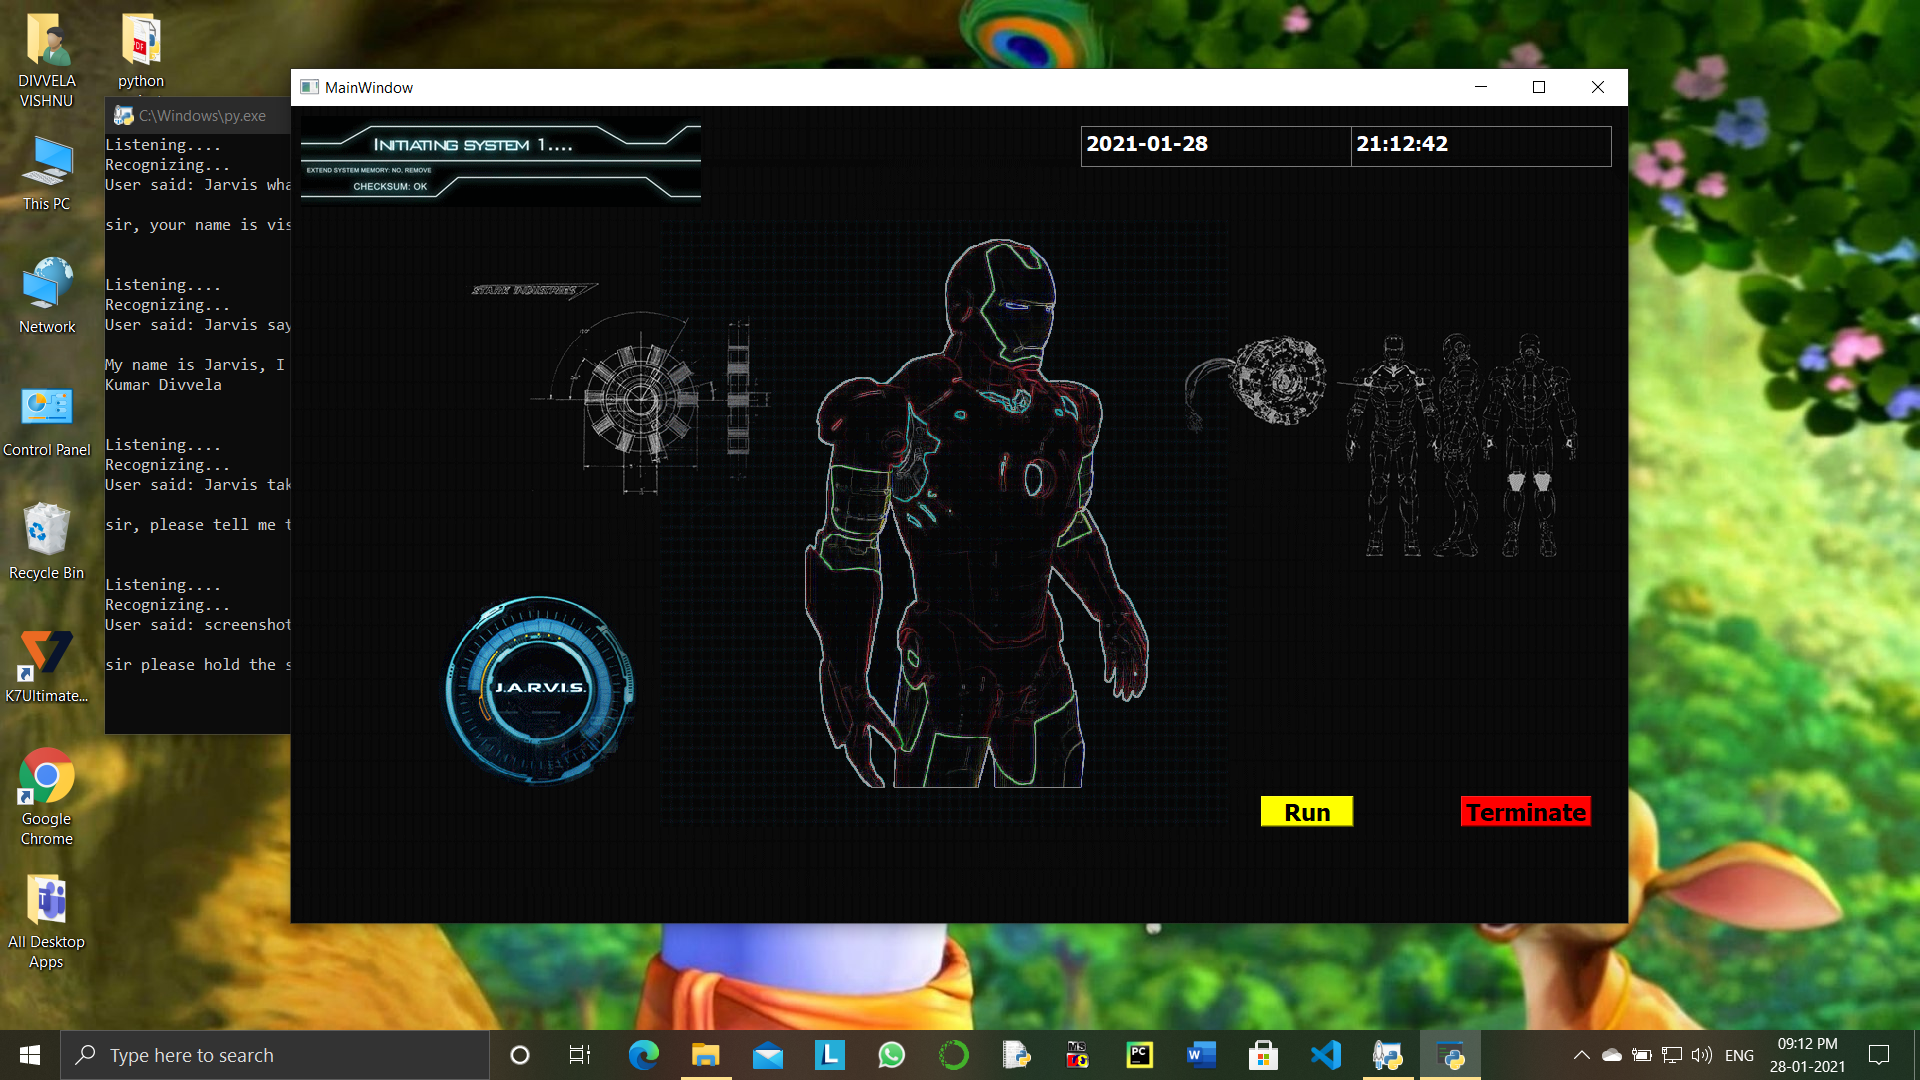 DIVVELA
VISHNU
python
This PC
Network
Control Panel
Recycle Bin
K7Ultimate...
Google
Chrome
All Desktop
Apps
C:\Windows\py.exe
Listening....
Recognizing...
User said: Jarvis wha
sir, your name is vis
Listening....
Recognizing...
User said: Jarvis say
My name is Jarvis, I
Kumar Divvela
Listening....
Recognizing...
User said: Jarvis tak
sir, please tell me t
Listening....
Recognizing...
User said: screenshot
sir please hold the s
MainWindow
INITIATING SYSTEM 1....
EXTEND SYSTEM MEMORY: NO, REMOVE
CHECKSUM: OK
2021-01-28
21:12:42
STARK INDUSTRIES
J.A.R.V.I.S.
Run
Terminate
Type here to search
ENG
09:12 PM
28-01-2021